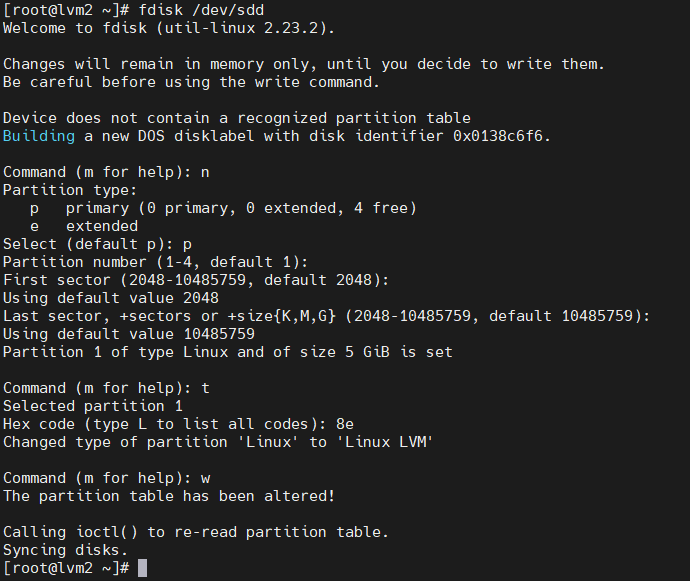 [root@lvm2 ~]# fdisk /dev/sdd
Welcome to fdisk (util-linux 2.23.2).

Changes will remain in memory only, until you decide to write them.
Be careful before using the write command.

Device does not contain a recognized partition table
Building a new DOS disklabel with disk identifier 0x0138c6f6.

Command (m for help): n
Partition type:
   p   primary (0 primary, 0 extended, 4 free)
   e   extended
Select (default p): p
Partition number (1-4, default 1):
First sector (2048-10485759, default 2048):
Using default value 2048
Last sector, +sectors or +size{K,M,G} (2048-10485759, default 10485759):
Using default value 10485759
Partition 1 of type Linux and of size 5 GiB is set

Command (m for help): t
Selected partition 1
Hex code (type L to list all codes): 8e
Changed type of partition 'Linux' to 'Linux LVM'

Command (m for help): w
The partition table has been altered!

Calling ioctl() to re-read partition table.
Syncing disks.
[root@lvm2 ~]#